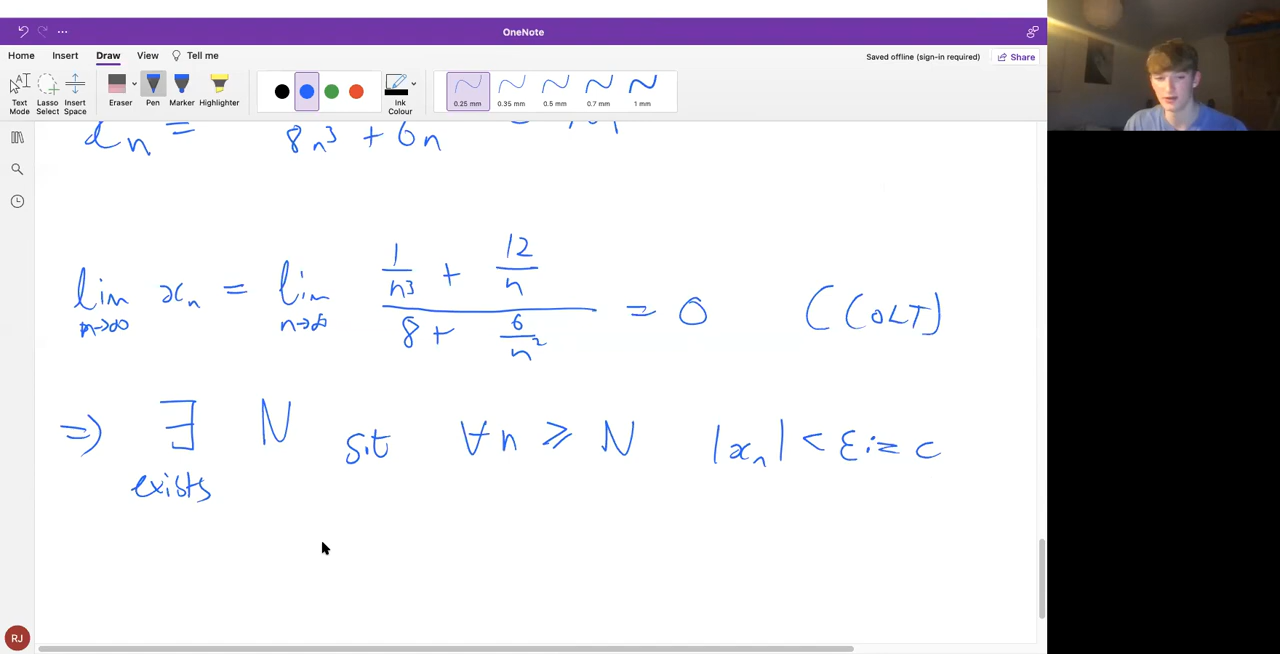 OneNote
Home Insert Draw View Tell me
Saved offline (sign-in required) Share
Text Mode Lasso Select Insert Space Eraser Pen Marker Highlighter Ink Colour 0.25 mm 0.35 mm 0.5 mm 0.7 mm 1 mm
8n³ + 6n
lim n→∞ xₙ = lim n→∞ (1/n³ + 12/n)/(8 + 6/n²) = 0 (COLT)
⇒ ∃ N s.t ∀n ≥ N |xₙ| < ε := c
exists
RJ